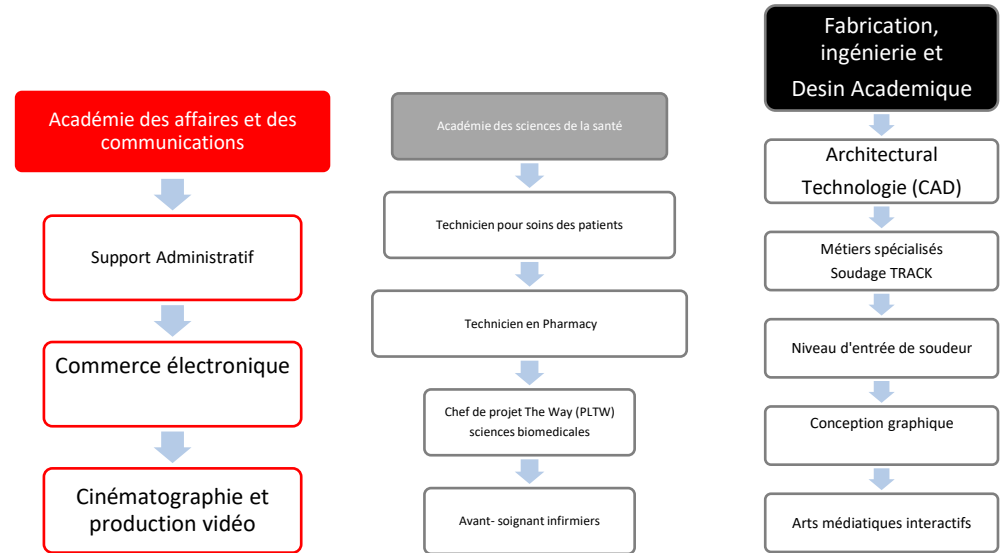 Académie des affaires et des
communications
Support Administratif
Commerce électronique
Cinématographie et
production vidéo
Académie des sciences de la santé
Technicien pour soins des patients
Technicien en Pharmacy
Chef de projet The Way (PLTW)
sciences biomedicales
Avant- soignant infirmiers
Fabrication,
ingénierie et
Desin Academique
Architectural
Technologie (CAD)
Métiers spécialisés
Soudage TRACK
Niveau d'entrée de soudeur
Conception graphique
Arts médiatiques interactifs